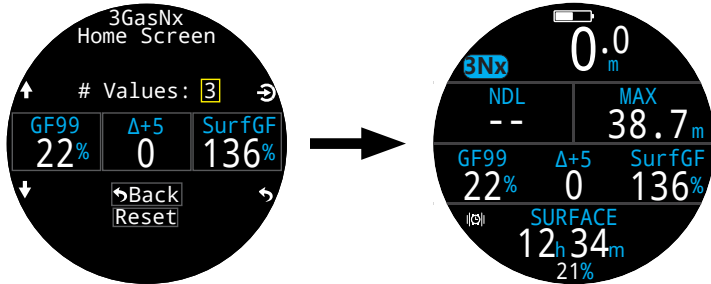 3GasNx
Home Screen
# Values: 3
GF99 Δ+5 SurfGF
22% 0 136%
Back
Reset
0.0
m
3Nx
NDL MAX
-- 38.7m
GF99 Δ+5 SurfGF
22% 0 136%
SURFACE
12h34m
21%